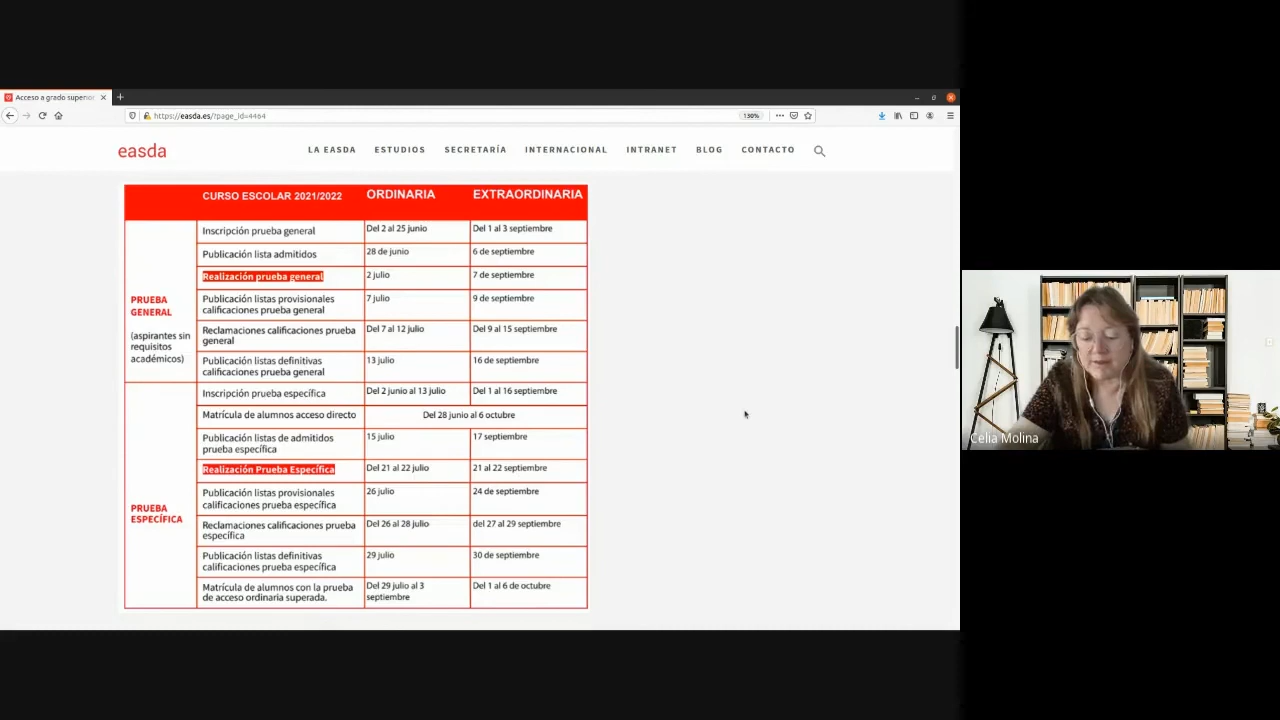 Acceso a grado superior
https://easda.es/?page_id=4464
130%
easda
LA EASDA
ESTUDIOS
SECRETARÍA
INTERNACIONAL
INTRANET
BLOG
CONTACTO
CURSO ESCOLAR 2021/2022
ORDINARIA
EXTRAORDINARIA
PRUEBA
GENERAL
(aspirantes sin
requisitos
académicos)
Inscripción prueba general
Del 2 al 25 junio
Del 1 al 3 septiembre
Publicación lista admitidos
28 de junio
6 de septiembre
Realización prueba general
2 julio
7 de septiembre
Publicación listas provisionales
calificaciones prueba general
7 julio
9 de septiembre
Reclamaciones calificaciones prueba
general
Del 7 al 12 julio
Del 9 al 15 septiembre
Publicación listas definitivas
calificaciones prueba general
13 julio
16 de septiembre
PRUEBA
ESPECÍFICA
Inscripción prueba específica
Del 2 junio al 13 julio
Del 1 al 16 septiembre
Matrícula de alumnos acceso directo
Del 28 junio al 6 octubre
Publicación listas de admitidos
prueba específica
15 julio
17 septiembre
Realización Prueba Específica
Del 21 al 22 julio
21 al 22 septiembre
Publicación listas provisionales
calificaciones prueba específica
26 julio
24 de septiembre
Reclamaciones calificaciones prueba
específica
Del 26 al 28 julio
del 27 al 29 septiembre
Publicación listas definitivas
calificaciones prueba específica
29 julio
30 de septiembre
Matrícula de alumnos con la prueba
de acceso ordinaria superada.
Del 29 julio al 3
septiembre
Del 1 al 6 de octubre
Celia Molina